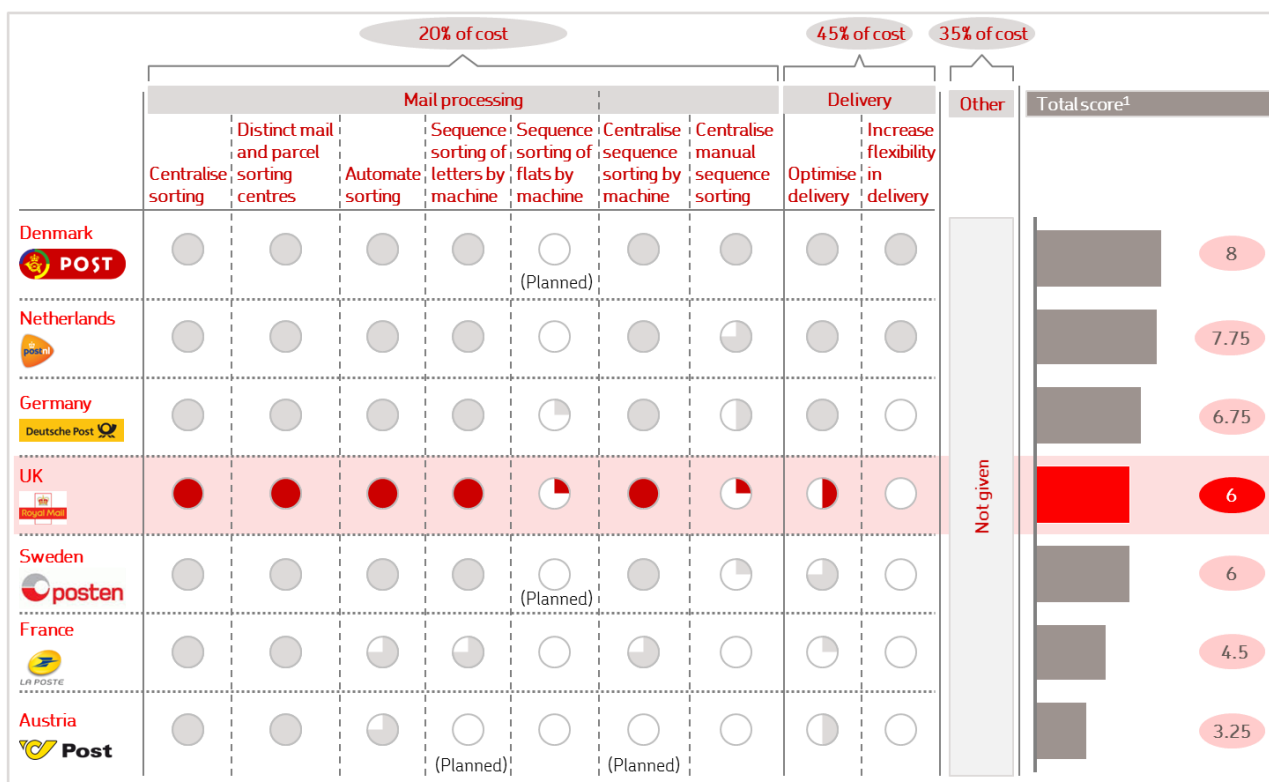 20% of cost
45% of cost
35% of cost
Mail processing
Delivery
Other
Total score1
Centralise
sorting
Distinct mail
and parcel
sorting
centres
Automate
sorting
Sequence
sorting of
letters by
machine
Sequence
sorting of
flats by
machine
Centralise
sequence
sorting by
machine
Centralise
manual
sequence
sorting
Optimise
delivery
Increase
flexibility
in
delivery
Denmark
POST
(Planned)
8
Netherlands
postnl
7.75
Germany
Deutsche Post
6.75
UK
Royal Mail
6
Not given
Sweden
posten
(Planned)
6
France
LA POSTE
4.5
Austria
Post
(Planned)
(Planned)
3.25